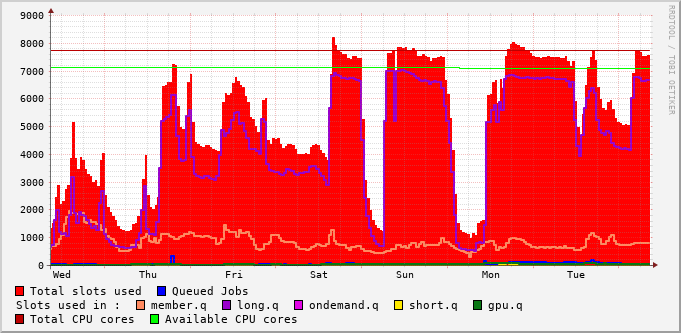 9000
8000
7000
6000
5000
4000
3000
2000
1000
0
Wed Thu Fri Sat Sun Mon Tue
RRDTOOL / TOBI OETIKER
Total slots used Queued Jobs
Slots used in : member.q long.q ondemand.q short.q gpu.q
Total CPU cores Available CPU cores